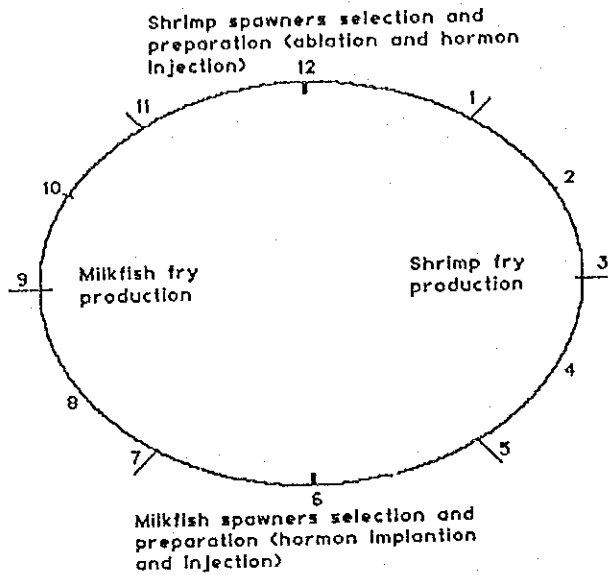 Shrimp spawners selection and
preparation (ablation and hormon
injection)
12
11
1
10
2
9
Milkfish fry
production
Shrimp fry
production
3
8
4
7
5
6
Milkfish spawners selection and
preparation (hormon implantion
and injection)